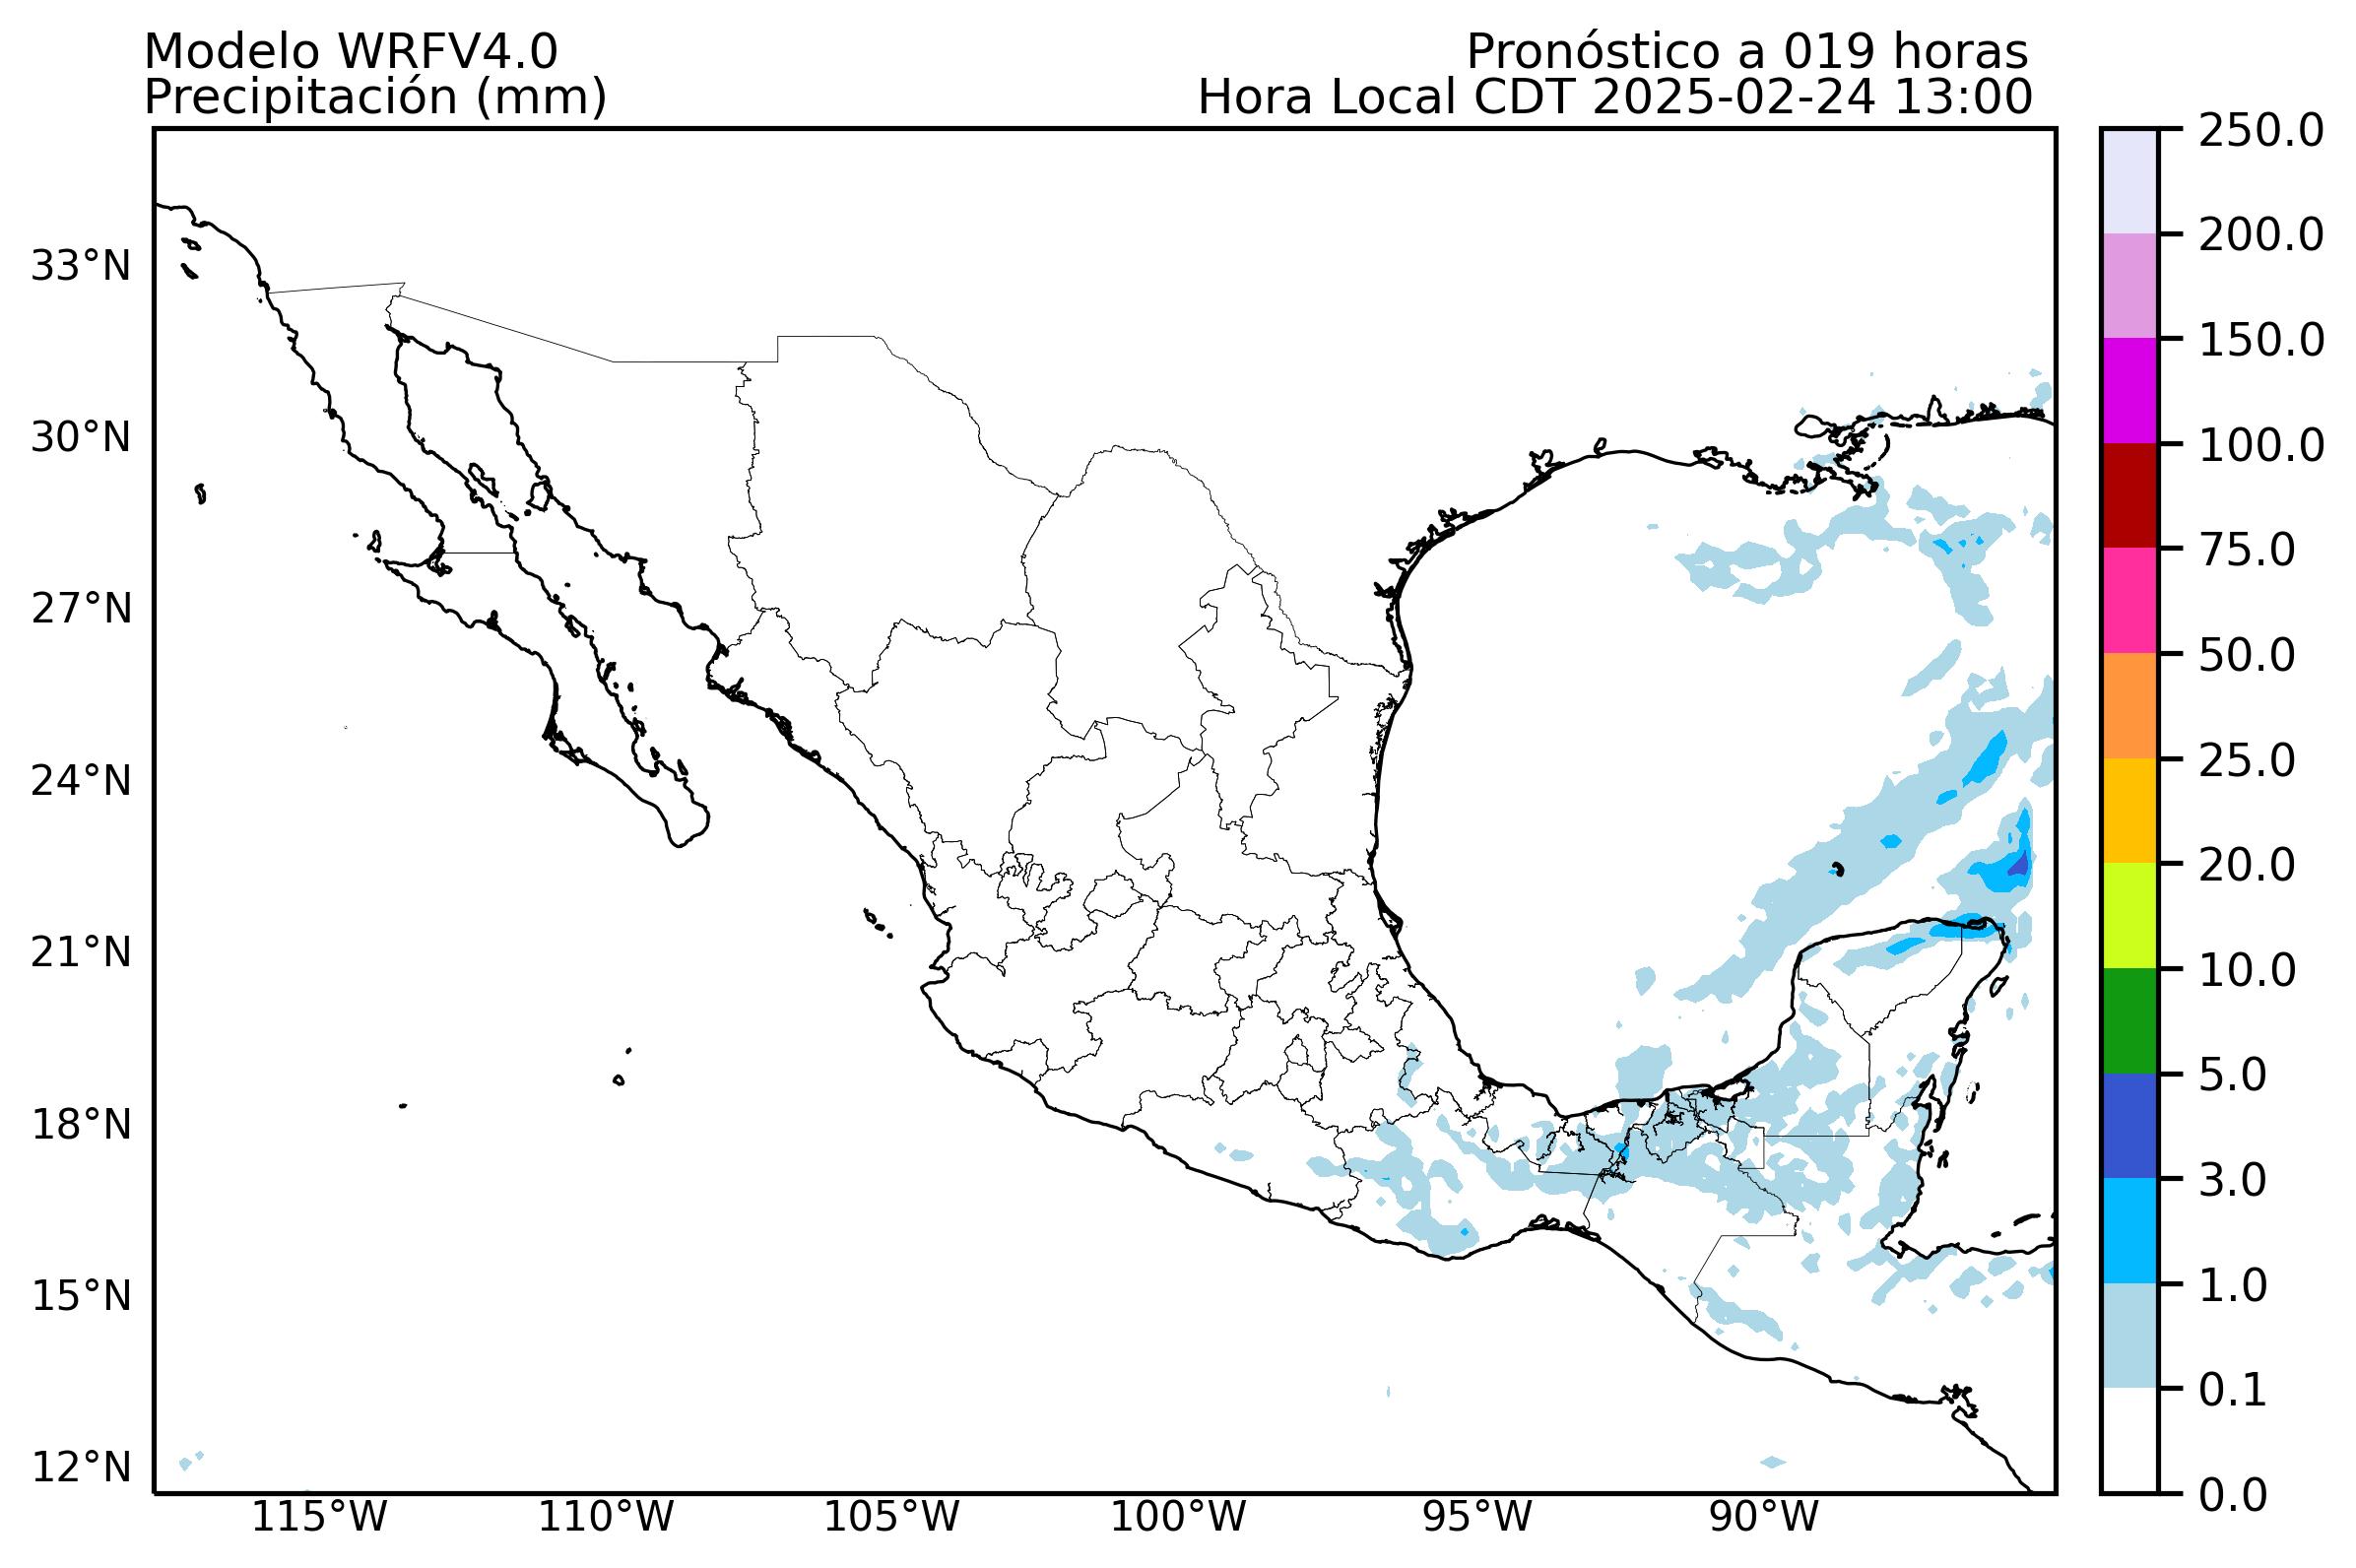 Modelo WRFV4.0
Pronóstico a 019 horas
Precipitación (mm)
Hora Local CDT 2025-02-24 13:00
33°N
30°N
27°N
24°N
21°N
18°N
15°N
12°N
115°W
110°W
105°W
100°W
95°W
90°W
250.0
200.0
150.0
100.0
75.0
50.0
25.0
20.0
10.0
5.0
3.0
1.0
0.1
0.0